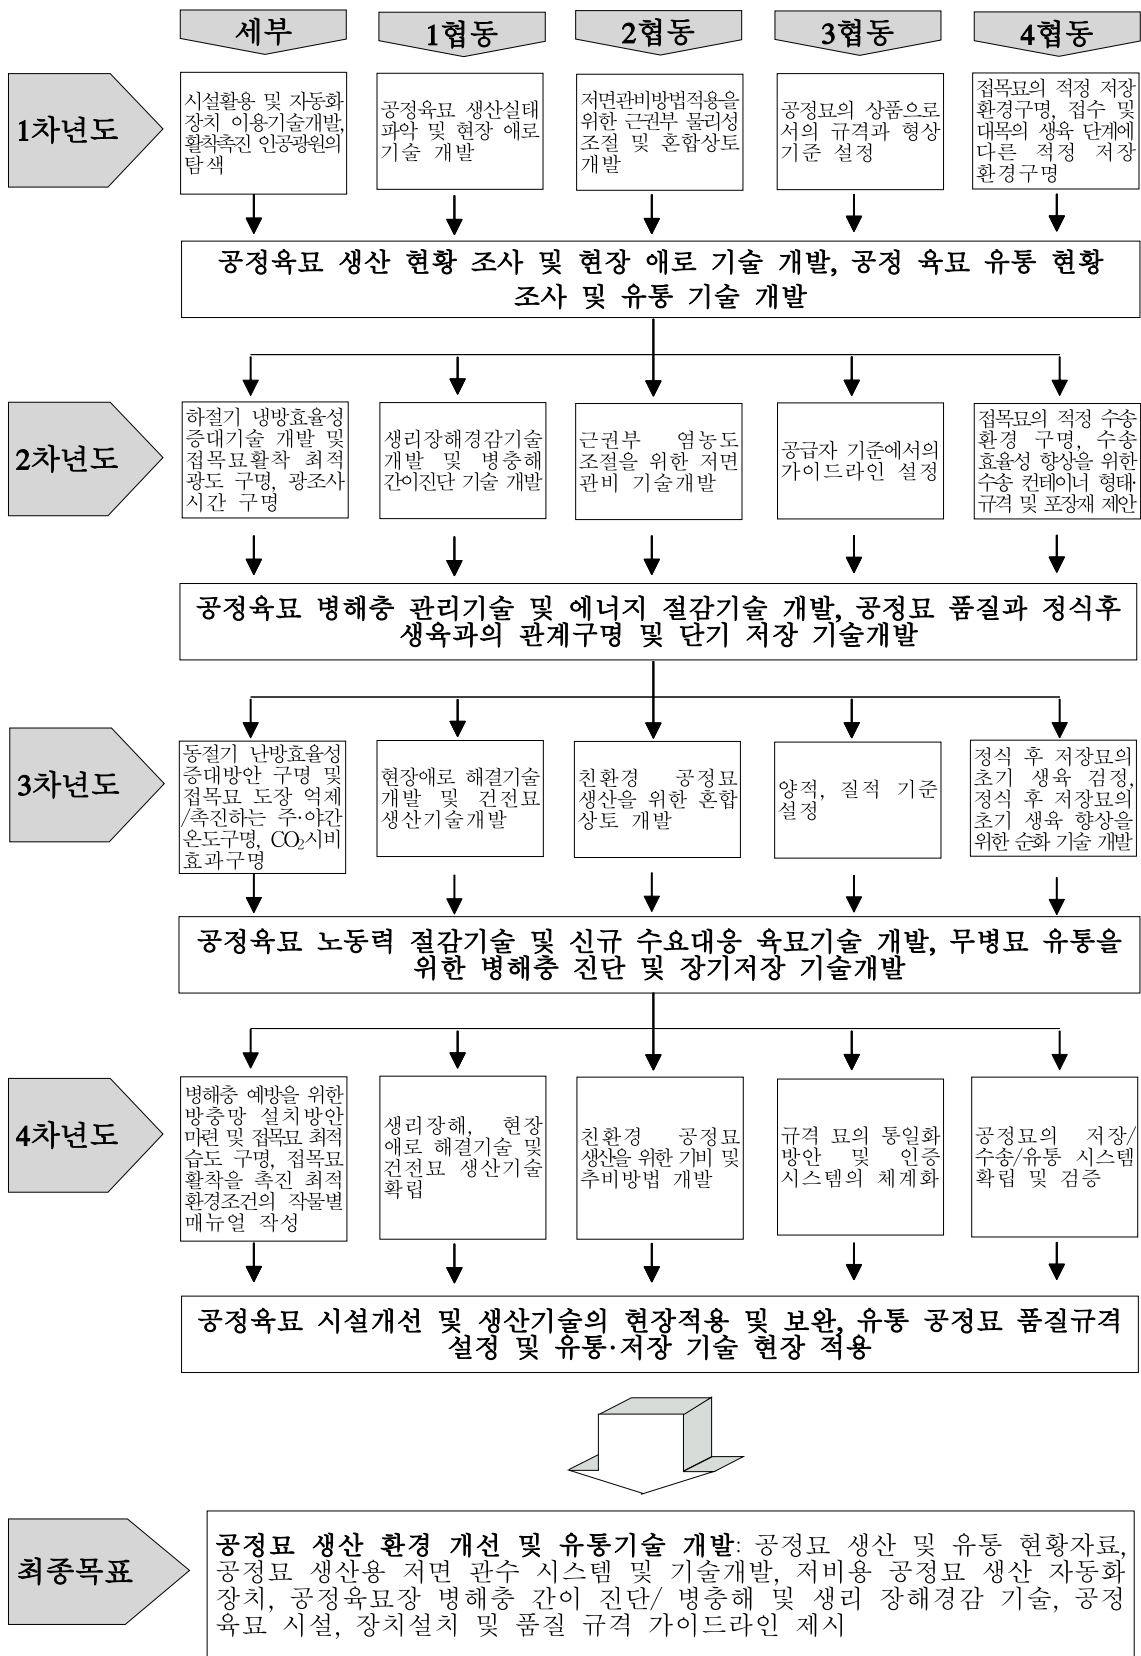 세부
1협동
2협동
3협동
4협동
1차년도
시설활용 및 자동화
장치 이용기술개발,
활착촉진 인공광원의
탐색
공정육묘 생산실태
파악 및 현장 애로
기술 개발
저면관비방법적용을
위한 근권부 물리성
조절 및 혼합상토
개발
공정묘의 상품으로
서의 규격과 형상
기준 설정
접목묘의 적정 저장
환경구명, 접수 및
대목의 생육 단계에
다른 적정 저장
환경구명
공정육묘 생산 현황 조사 및 현장 애로 기술 개발, 공정 육묘 유통 현황
조사 및 유통 기술 개발
2차년도
하절기 냉방효율성
증대기술 개발 및
접목묘활착 최적
광도 구명, 광조사
시간 구명
생리장해경감기술
개발 및 병충해
간이진단 기술 개발
근권부 염농도
조절을 위한 저면
관비 기술개발
공급자 기준에서의
가이드라인 설정
접목묘의 적정 수송
환경 구명, 수송
효율성 향상을 위한
수송 컨테이너 형태·
규격 및 포장재 제안
공정육묘 병해충 관리기술 및 에너지 절감기술 개발, 공정묘 품질과 정식후
생육과의 관계구명 및 단기 저장 기술개발
3차년도
동절기 난방효율성
증대방안 구명 및
접목묘 도장 억제
/촉진하는 주·야간
온도구명, CO₂시비
효과구명
현장애로 해결기술
개발 및 건전묘
생산기술개발
친환경 공정묘
생산을 위한 혼합
상토 개발
양적, 질적 기준
설정
정식 후 저장묘의
초기 생육 검정,
정식 후 저장묘의
초기 생육 향상을
위한 순화 기술 개발
공정육묘 노동력 절감기술 및 신규 수요대응 육묘기술 개발, 무병묘 유통을
위한 병해충 진단 및 장기저장 기술개발
4차년도
병해충 예방을 위한
방충망 설치방안
마련 및 접목묘 최적
습도 구명, 접목묘
활착을 촉진 최적
환경조건의 작물별
매뉴얼 작성
생리장해, 현장
애로 해결기술 및
건전묘 생산기술
확립
친환경 공정묘
생산을 위한 기비 및
추비방법 개발
규격 묘의 통일화
방안 및 인증
시스템의 체계화
공정묘의 저장/
수송/유통 시스템
확립 및 검증
공정육묘 시설개선 및 생산기술의 현장적용 및 보완, 유통 공정묘 품질규격
설정 및 유통·저장 기술 현장 적용
최종목표
공정묘 생산 환경 개선 및 유통기술 개발: 공정묘 생산 및 유통 현황자료,
공정묘 생산용 저면 관수 시스템 및 기술개발, 저비용 공정묘 생산 자동화
장치, 공정육묘장 병해충 간이 진단/ 병충해 및 생리 장해경감 기술, 공정
육묘 시설, 장치설치 및 품질 규격 가이드라인 제시